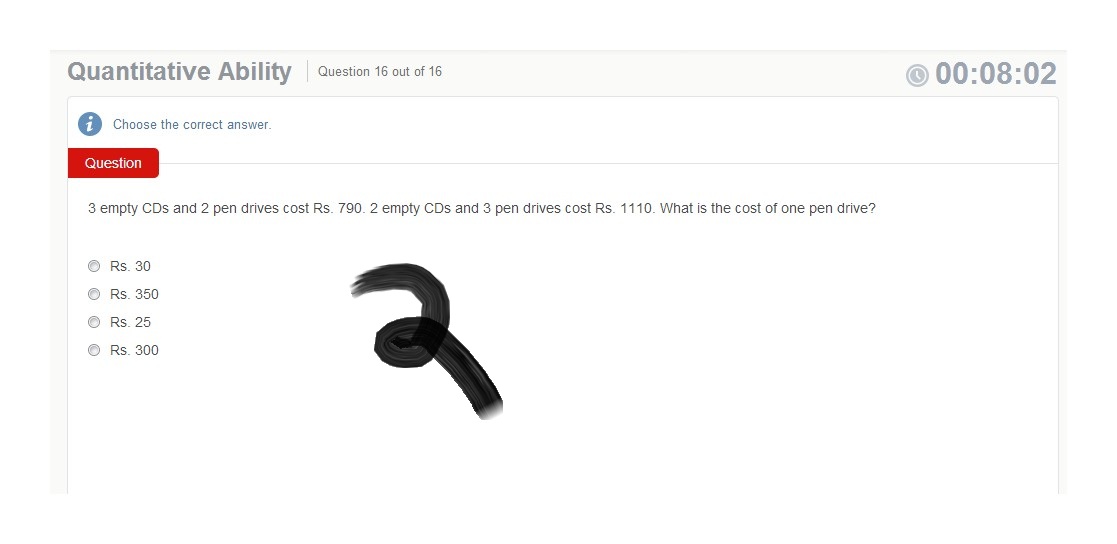 Quantitative Ability Question 16 out of 16 00:08:02
Choose the correct answer.
Question
3 empty CDs and 2 pen drives cost Rs. 790. 2 empty CDs and 3 pen drives cost Rs. 1110. What is the cost of one pen drive?
Rs. 30
Rs. 350
Rs. 25
Rs. 300
२